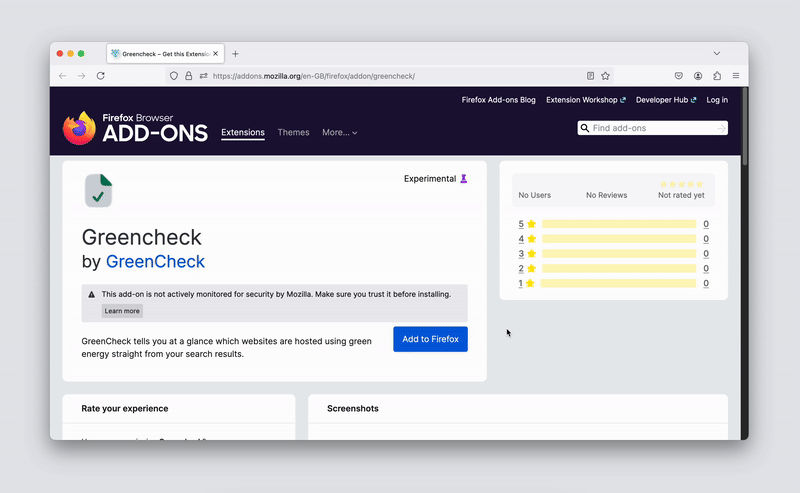 Greencheck – Get this Extension
https://addons.mozilla.org/en-GB/firefox/addon/greencheck/
Firefox Add-ons Blog
Extension Workshop
Developer Hub
Log in
Firefox Browser
ADD-ONS
Extensions
Themes
More...
Find add-ons
Experimental
Greencheck
by GreenCheck
This add-on is not actively monitored for security by Mozilla. Make sure you trust it before installing.
Learn more
GreenCheck tells you at a glance which websites are hosted using green
energy straight from your search results.
Add to Firefox
No Users
No Reviews
Not rated yet
5 0
4 0
3 0
2 0
1 0
Rate your experience
Screenshots